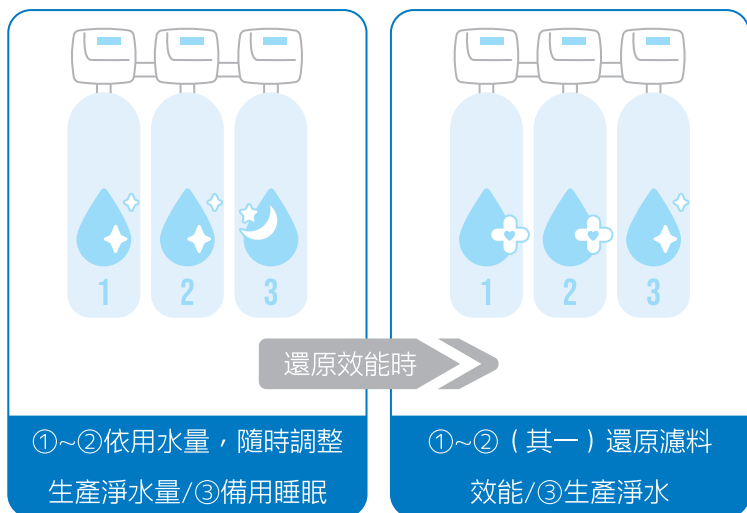 1 2 3
1 2 3
還原效能時
①~②依用水量，隨時調整
生產淨水量/③備用睡眠
①~②（其一）還原濾料
效能/③生產淨水